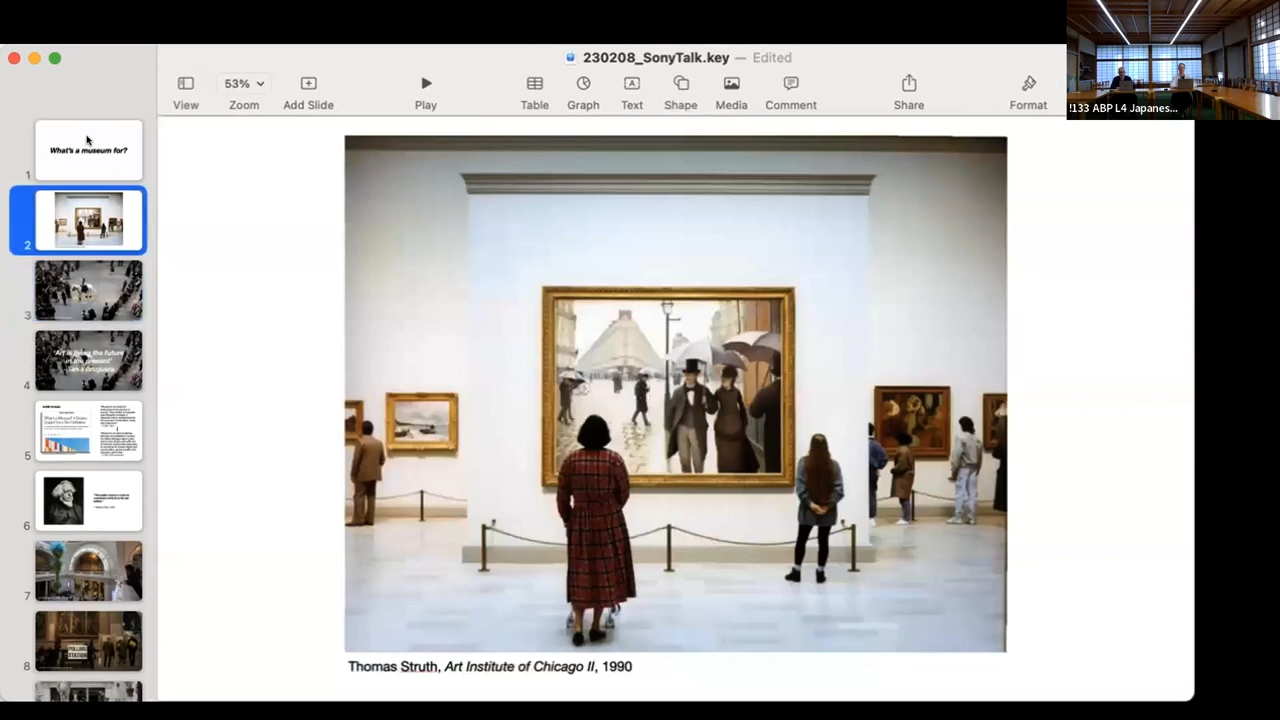 230208_SonyTalk.key — Edited
53%
View
Zoom
Add Slide
Play
Table
Graph
Text
Shape
Media
Comment
Share
Format
!133 ABP L4 Japanes...
What's a museum for?
1
2
3
"Art is living the future
in the present"
4
5
6
7
POLLING
STATION
8
Thomas Struth, Art Institute of Chicago II, 1990